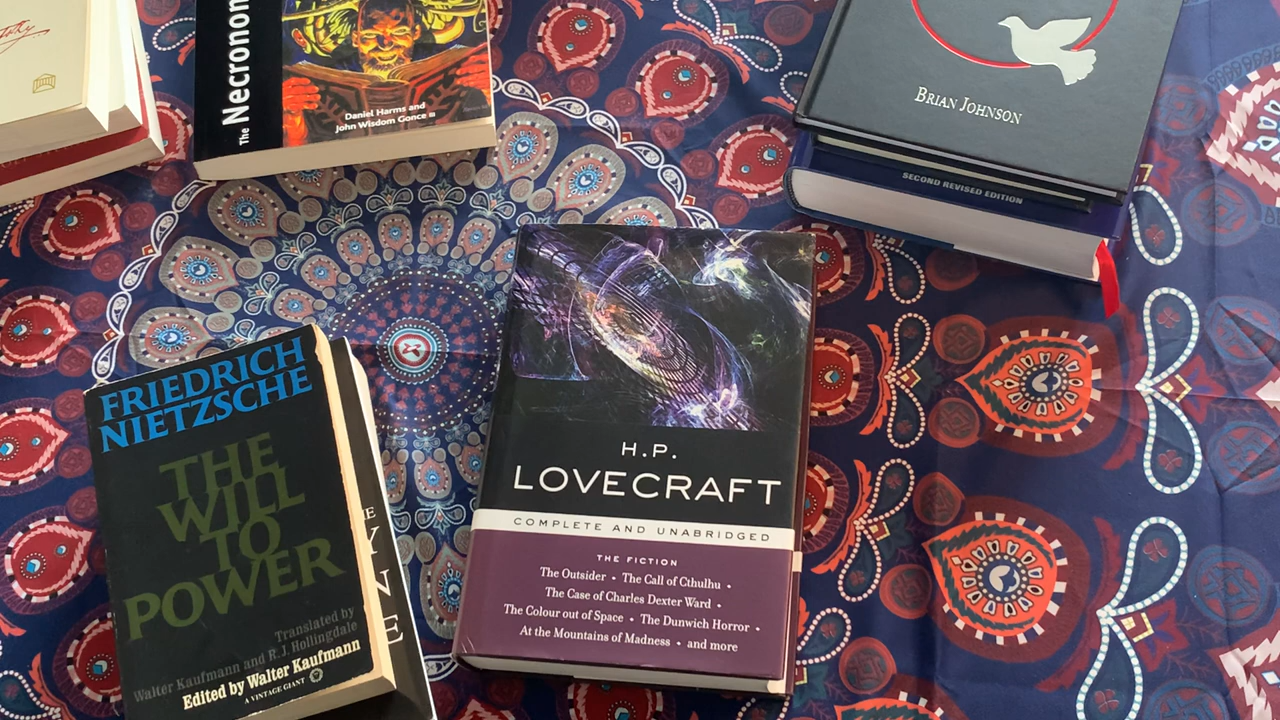 The Necronom
Daniel Harms and
John Wisdom Gonce III
BRIAN JOHNSON
SECOND REVISED EDITION
FRIEDRICH
NIETZSCHE
THE
WILL
TO
POWER
Translated by
Walter Kaufmann and R.J. Hollingdale
Edited by Walter Kaufmann
A VINTAGE GIANT
H.P.
LOVECRAFT
COMPLETE AND UNABRIDGED
THE FICTION
The Outsider • The Call of Cthulhu •
The Case of Charles Dexter Ward •
The Colour out of Space • The Dunwich Horror •
At the Mountains of Madness • and more